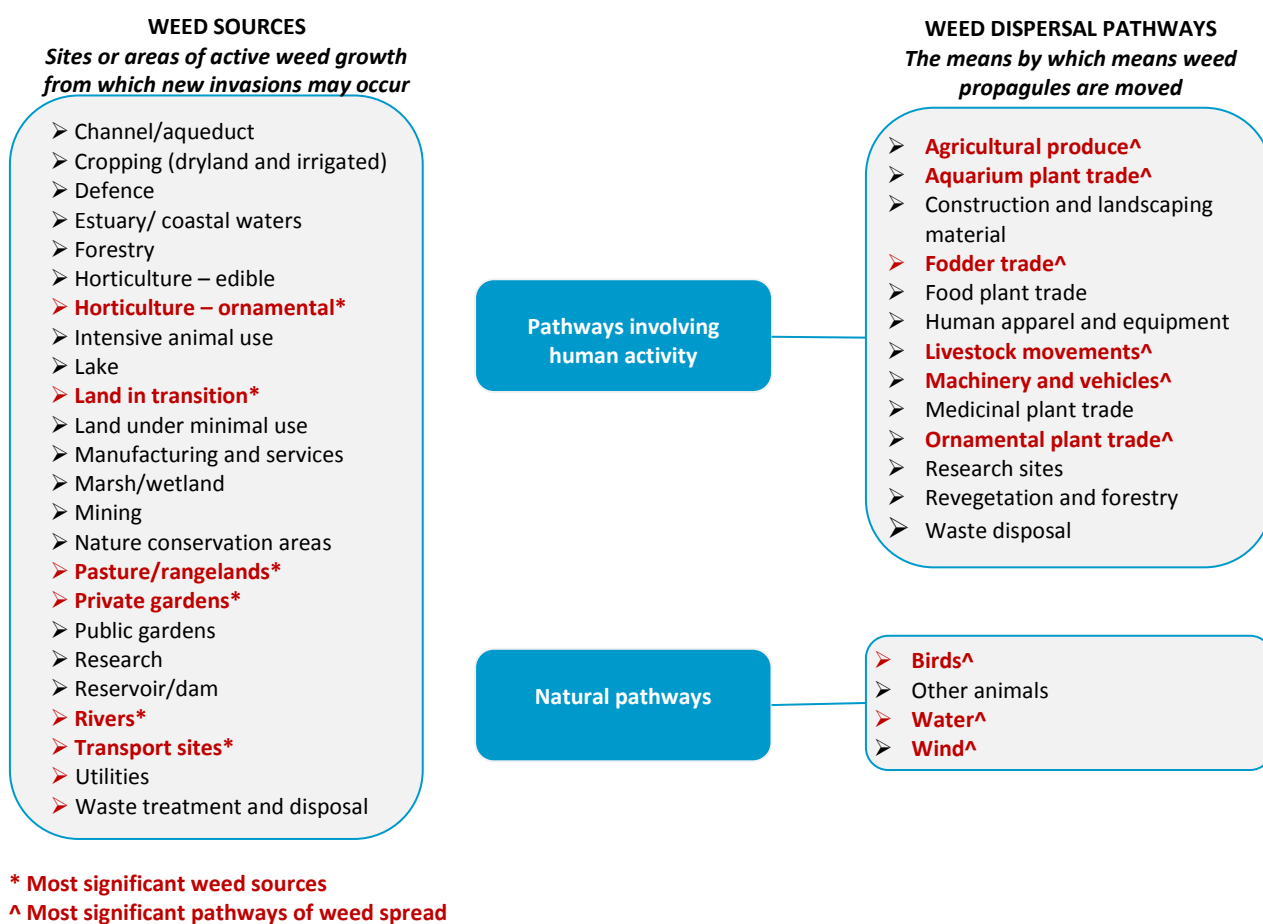 WEED SOURCES
Sites or areas of active weed growth
from which new invasions may occur
➢ Channel/aqueduct
➢ Cropping (dryland and irrigated)
➢ Defence
➢ Estuary/ coastal waters
➢ Forestry
➢ Horticulture – edible
➢ Horticulture – ornamental*
➢ Intensive animal use
➢ Lake
➢ Land in transition*
➢ Land under minimal use
➢ Manufacturing and services
➢ Marsh/wetland
➢ Mining
➢ Nature conservation areas
➢ Pasture/rangelands*
➢ Private gardens*
➢ Public gardens
➢ Research
➢ Reservoir/dam
➢ Rivers*
➢ Transport sites*
➢ Utilities
➢ Waste treatment and disposal
Pathways involving
human activity
Natural pathways
WEED DISPERSAL PATHWAYS
The means by which means weed
propagules are moved
➢ Agricultural produce^
➢ Aquarium plant trade^
➢ Construction and landscaping
material
➢ Fodder trade^
➢ Food plant trade
➢ Human apparel and equipment
➢ Livestock movements^
➢ Machinery and vehicles^
➢ Medicinal plant trade
➢ Ornamental plant trade^
➢ Research sites
➢ Revegetation and forestry
➢ Waste disposal
➢ Birds^
➢ Other animals
➢ Water^
➢ Wind^
* Most significant weed sources
^ Most significant pathways of weed spread